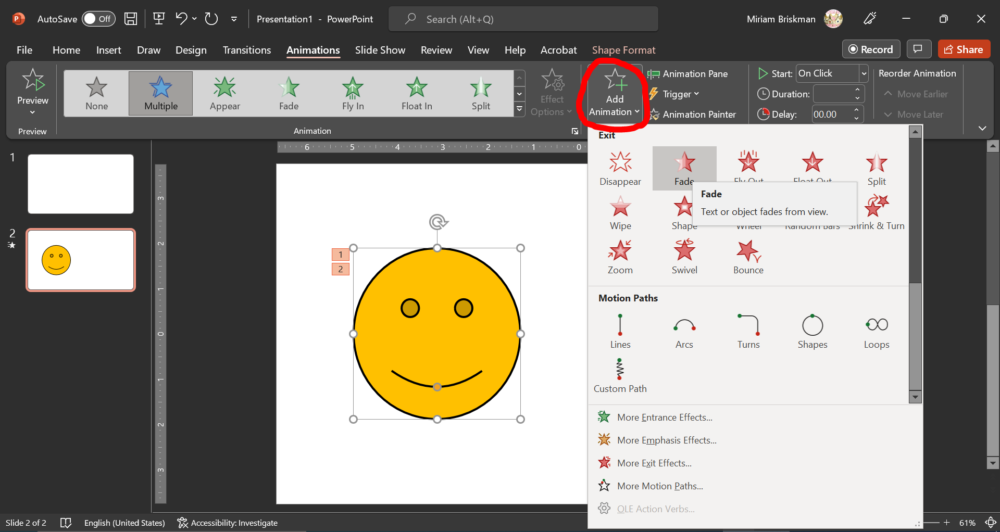 AutoSave Off Presentation1 - PowerPoint Search (Alt+Q) Miriam Briskman
File Home Insert Draw Design Transitions Animations Slide Show Review View Help Acrobat Shape Format Record Share
Preview
Preview
None Multiple Appear Fade Fly In Float In Split
Animation
Effect
Options
Add
Animation
Animation Pane
Trigger
Animation Painter
Start: On Click
Duration:
Delay: 00.00
Reorder Animation
Move Earlier
Move Later
6 5 4 3 2 1 0
3
2
1
0
1
2
3
1
2
1
2
Exit
Disappear Fade Fly Out Float Out Split
Fade
Text or object fades from view.
Wipe Shape Wheel Random Bars Shrink & Turn
Zoom Swivel Bounce
Motion Paths
Lines Arcs Turns Shapes Loops
Custom Path
More Entrance Effects...
More Emphasis Effects...
More Exit Effects...
More Motion Paths...
OLE Action Verbs...
Slide 2 of 2 English (United States) Accessibility: Investigate 61%